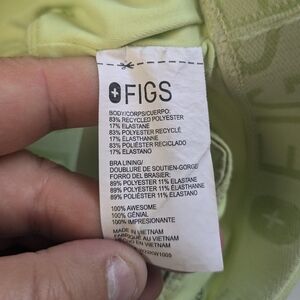 FIGS
BODY/CORPS/CUERPO:
83% RECYCLED POLYESTER
17% ELASTANE
83% POLYESTER RECYCLÉ
17% ÉLASTHANNE
83% POLIÉSTER RECICLADO
17% ELASTANO
BRA LINING/
DOUBLURE DE SOUTIEN-GORGE/
FORRO DEL BRASIER:
89% POLYESTER 11% ELASTANE
89% POLYESTER 11% ÉLASTHANNE
89% POLIÉSTER 11% ELASTANO
100% AWESOME
100% GÉNIAL
100% IMPRESIONANTE
MADE IN VIETNAM
FABRIQUÉ AU VIETNAM
HECHO EN VIETNAM